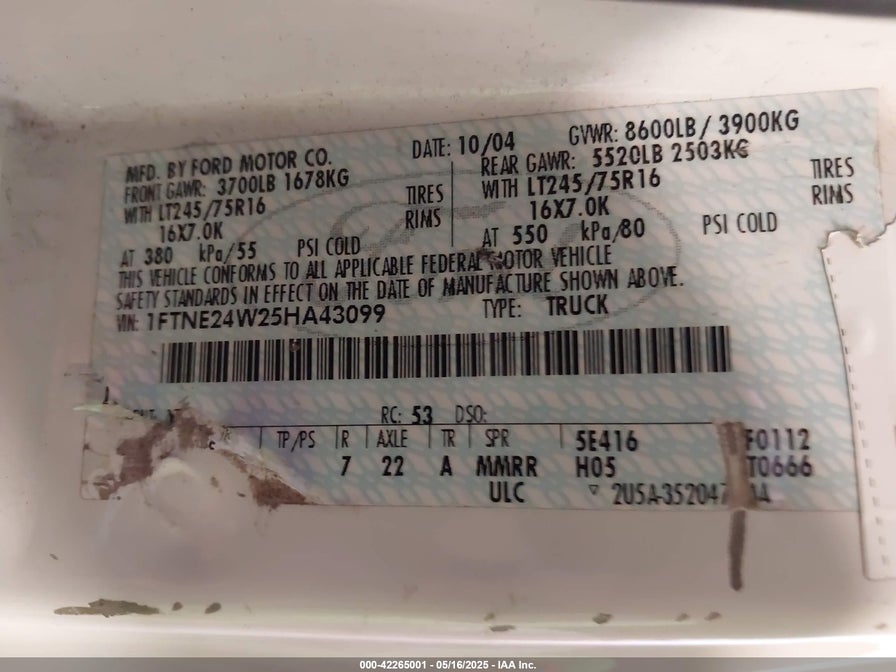 MFD. BY FORD MOTOR CO. DATE: 10/04 GVWR: 8600LB / 3900KG
FRONT GAWR: 3700LB 1678KG REAR GAWR: 5520LB 2503KG
WITH LT245/75R16 TIRES WITH LT245/75R16 TIRES
16X7.0K RIMS 16X7.0K RIMS
AT 380 kPa/55 PSI COLD AT 550 kPa/80 PSI COLD
THIS VEHICLE CONFORMS TO ALL APPLICABLE FEDERAL MOTOR VEHICLE
SAFETY STANDARDS IN EFFECT ON THE DATE OF MANUFACTURE SHOWN ABOVE.
VIN: 1FTNE24W25HA43099 TYPE: TRUCK
RC: 53 DSO:
TP/PS R AXLE TR SPR 5E416 F0112
7 22 A MMRR H05 T0666
ULC
000-42265001 - 05/16/2025 - IAA Inc.